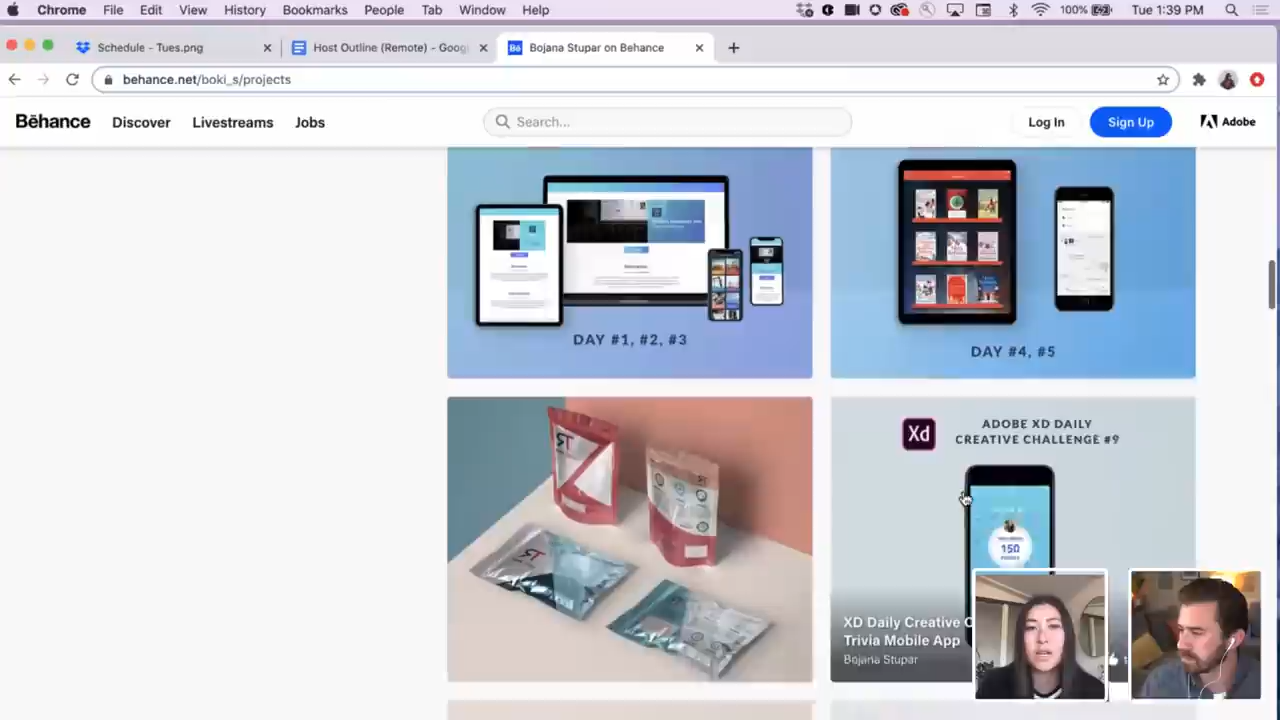 Chrome File Edit View History Bookmarks People Tab Window Help
100% Tue 1:39 PM
Schedule - Tues.png
Host Outline (Remote) - Goog
Bojana Stupar on Behance
behance.net/boki_s/projects
Bēhance Discover Livestreams Jobs
Search...
Log In
Sign Up
Adobe
DAY #1, #2, #3
DAY #4, #5
Xd
ADOBE XD DAILY
CREATIVE CHALLENGE #9
150
XD Daily Creative C
Trivia Mobile App
Bojana Stupar